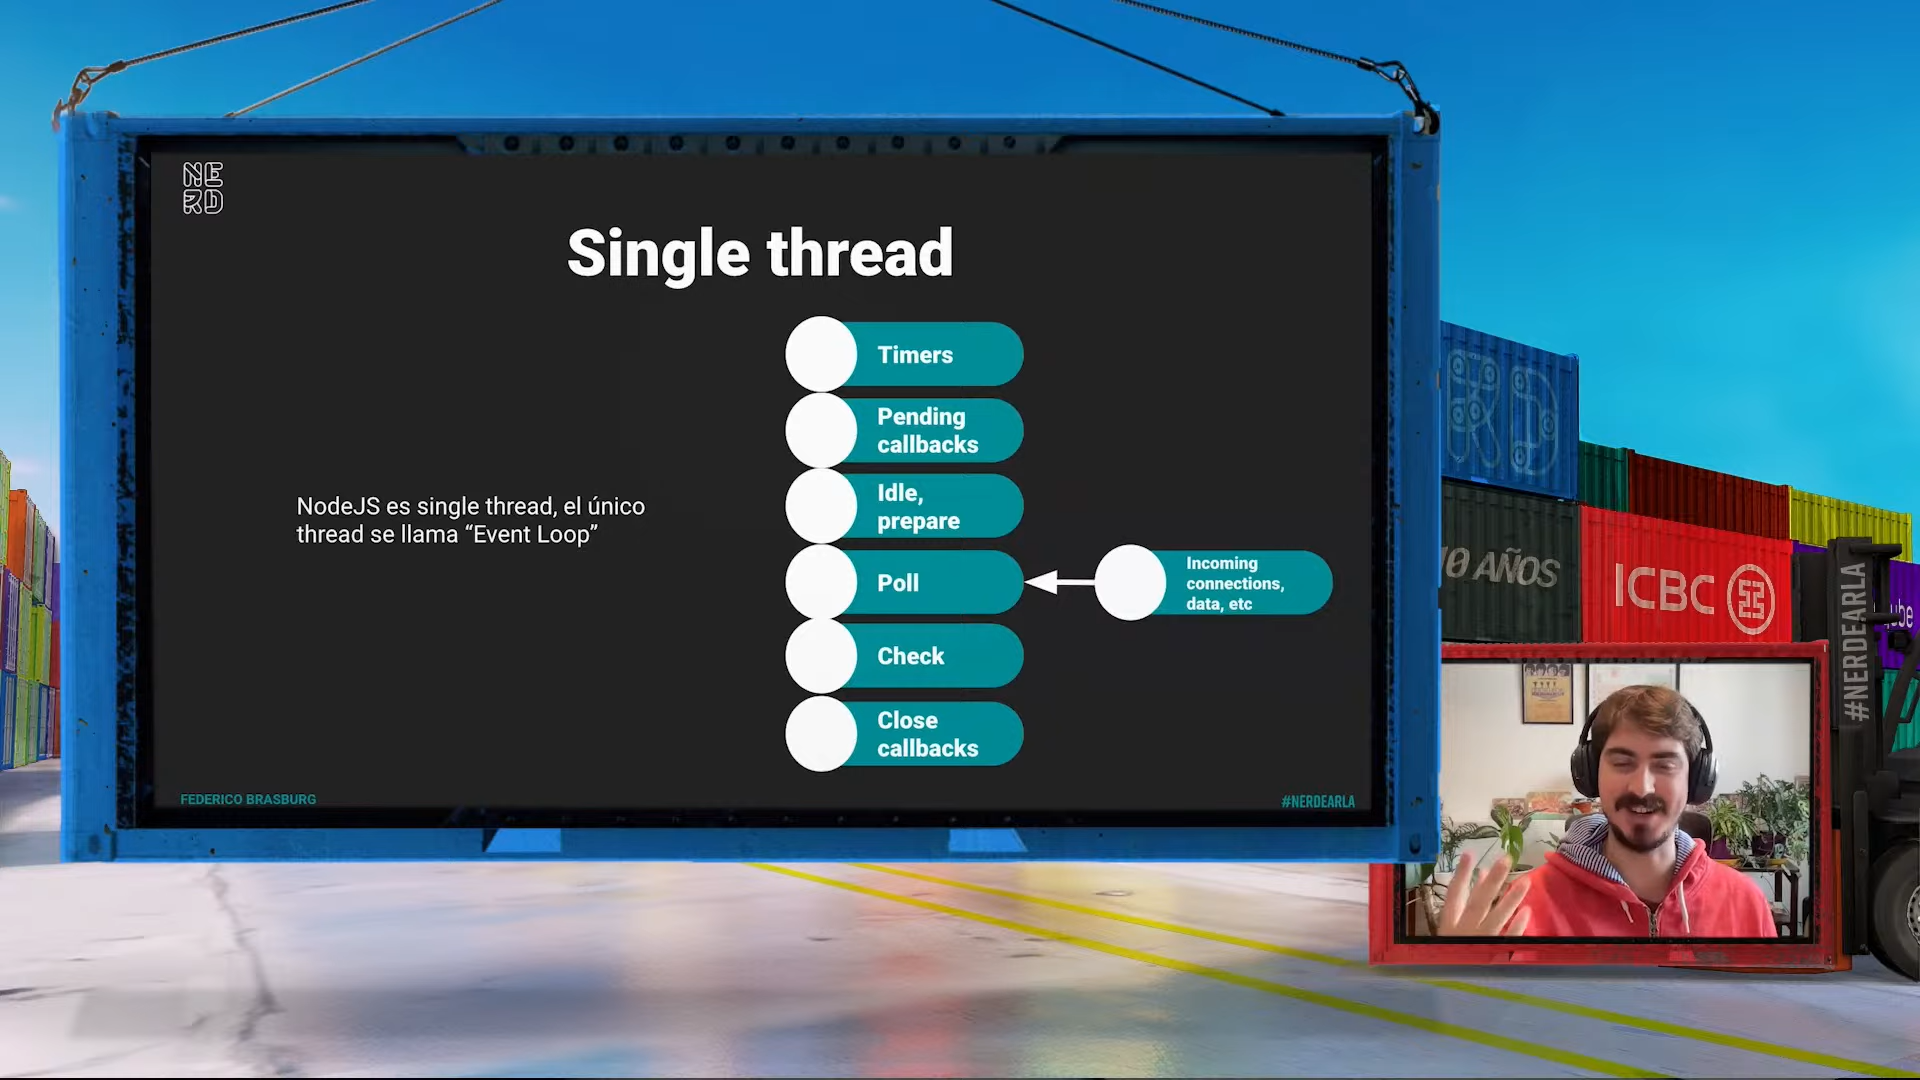 NE
RD
Single thread
Timers
Pending
callbacks
Idle,
prepare
NodeJS es single thread, el único
thread se llama “Event Loop”
Poll
Incoming
connections,
data, etc
Check
Close
callbacks
FEDERICO BRASBURG
#NERDEARLA
10 AÑOS
ICBC
#NERDEARLA